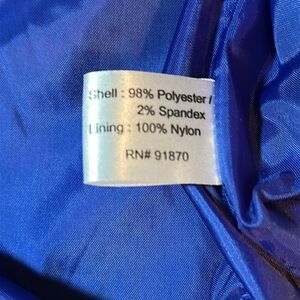 Shell : 98% Polyester /
2% Spandex
Lining : 100% Nylon
RN# 91870